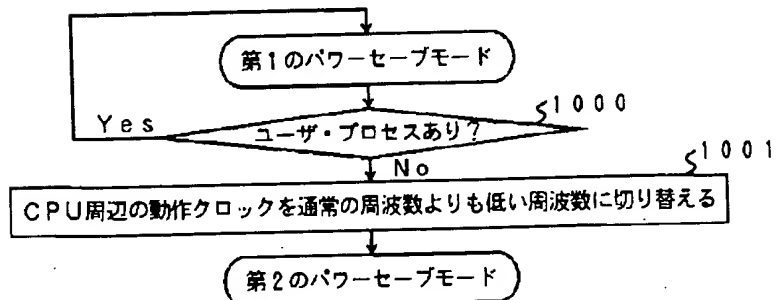 第1のパワーセーブモード
1000
Yes
ユーザ・プロセスあり?
No
1001
CPU周辺の動作クロックを通常の周波数よりも低い周波数に切り替える
第2のパワーセーブモード